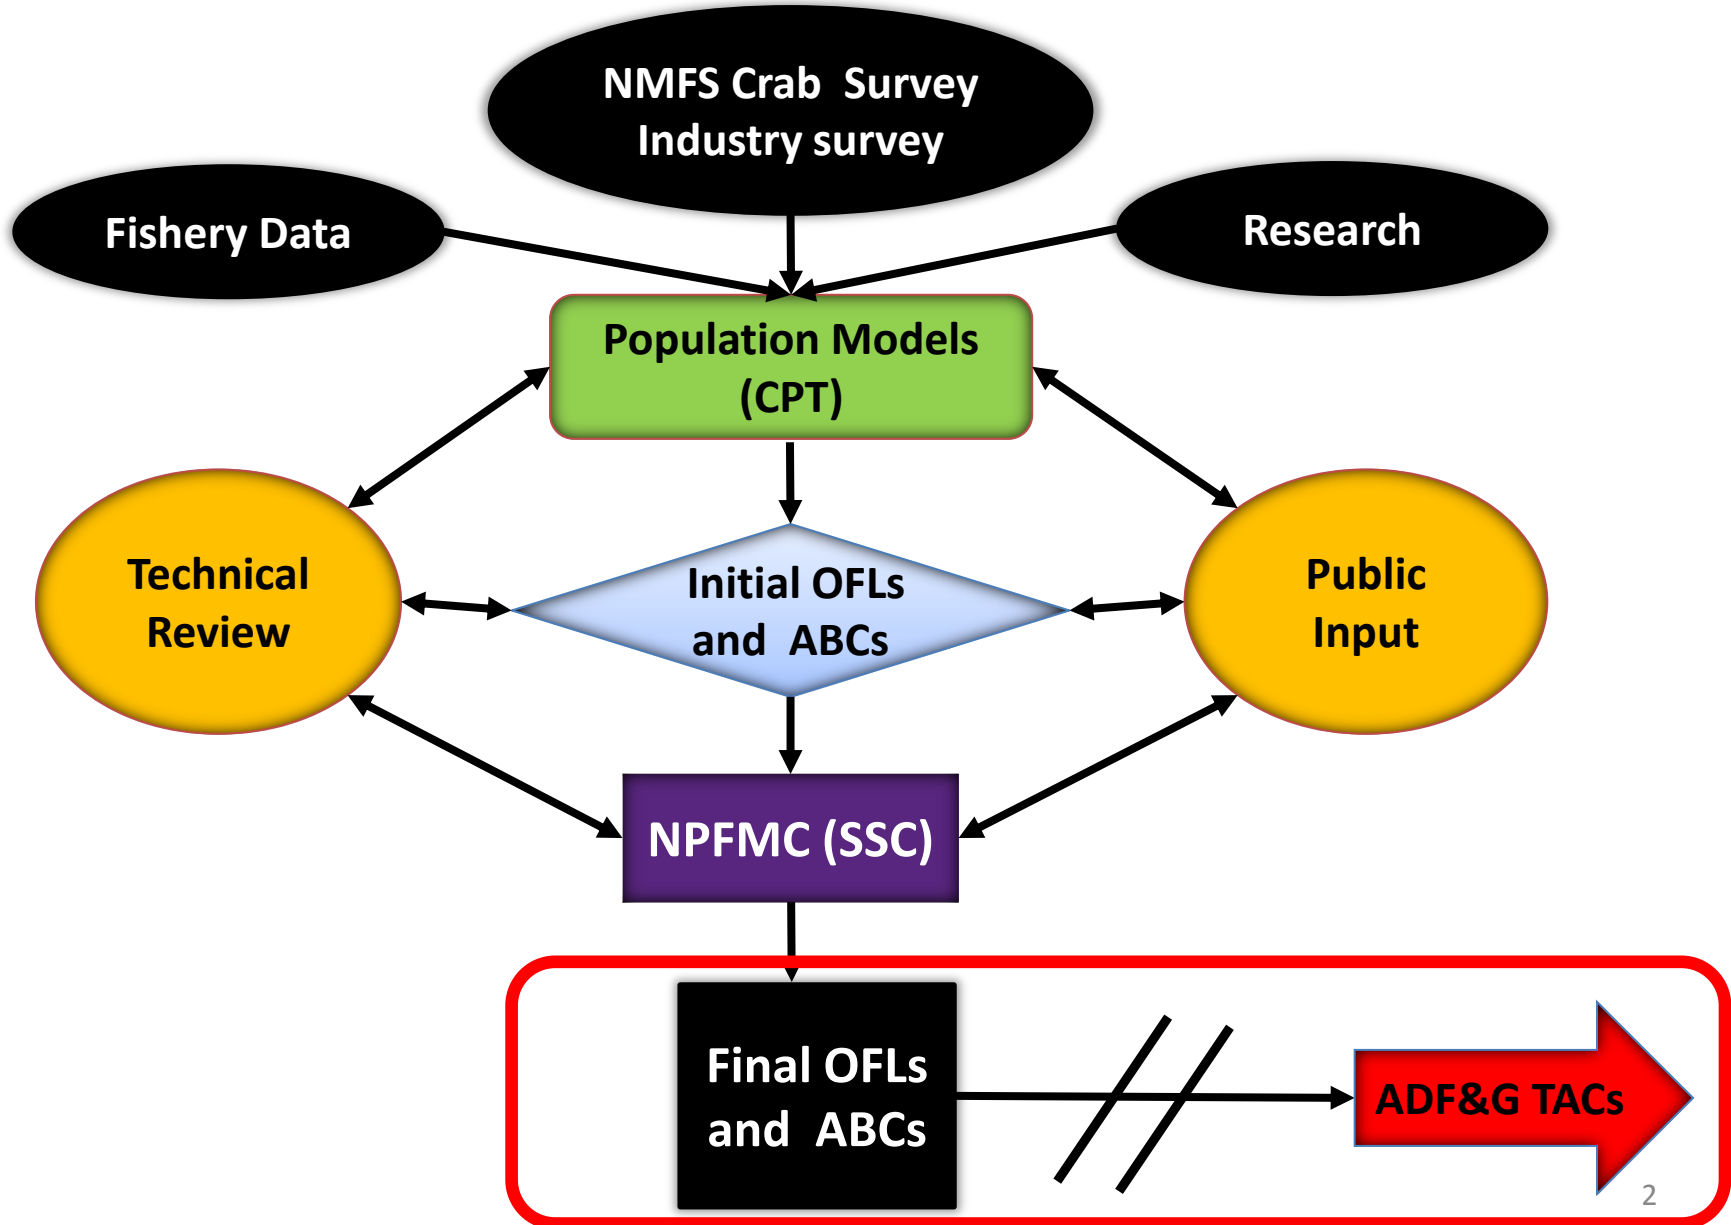 NMFS Crab  Survey
Industry survey
Fishery Data
Research
Population Models
(CPT)
Technical
Review
Initial OFLs
and  ABCs
Public
Input
NPFMC (SSC)
Final OFLs
and  ABCs
ADF&G TACs
2